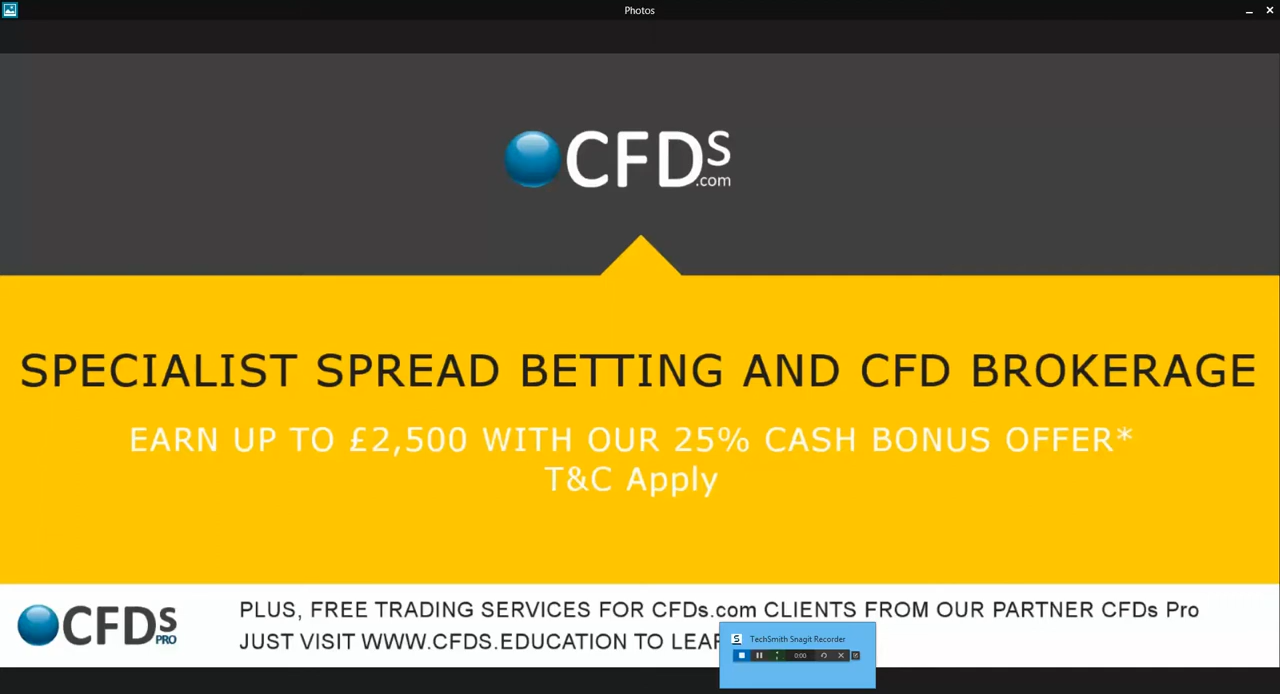 Photos
CFDs
.com
SPECIALIST SPREAD BETTING AND CFD BROKERAGE
EARN UP TO £2,500 WITH OUR 25% CASH BONUS OFFER*
T&C Apply
CFDs
PRO
PLUS, FREE TRADING SERVICES FOR CFDs.com CLIENTS FROM OUR PARTNER CFDs Pro
JUST VISIT WWW.CFDS.EDUCATION TO
S TechSmith Snagit Recorder
0:00